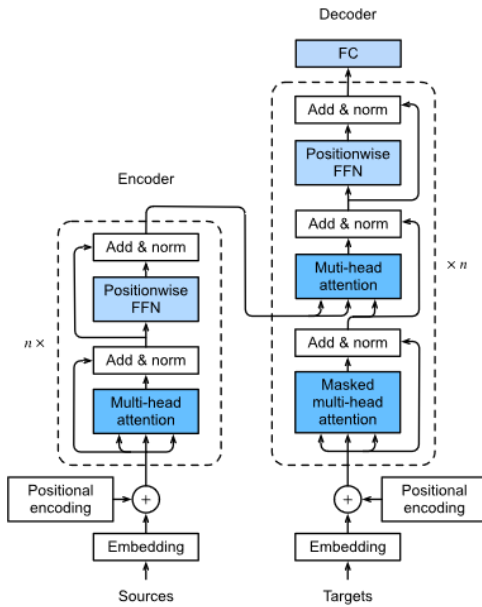 Decoder
FC
Add & norm
Positionwise
FFN
Add & norm
Muti-head
attention
× n
Add & norm
Masked
multi-head
attention
Positional
encoding
+
Embedding
Targets
Encoder
Add & norm
Positionwise
FFN
n ×
Add & norm
Multi-head
attention
Positional
encoding
+
Embedding
Sources